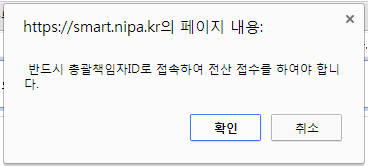 https://smart.nipa.kr의 페이지 내용:
반드시 총괄책임자ID로 접속하여 전산 접수를 하여야 합니
다.
확인
취소